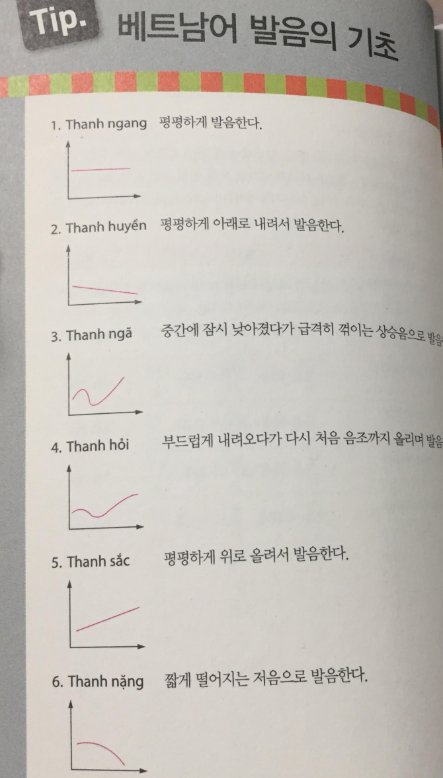 Tip. 베트남어 발음의 기초
1. Thanh ngang 평평하게 발음한다.
2. Thanh huyền 평평하게 아래로 내려서 발음한다.
3. Thanh ngã 중간에 잠시 낮아졌다가 급격히 꺾이는 상승음으로 발음
4. Thanh hỏi 부드럽게 내려오다가 다시 처음 음조까지 올리며 발음
5. Thanh sắc 평평하게 위로 올려서 발음한다.
6. Thanh nặng 짧게 떨어지는 저음으로 발음한다.